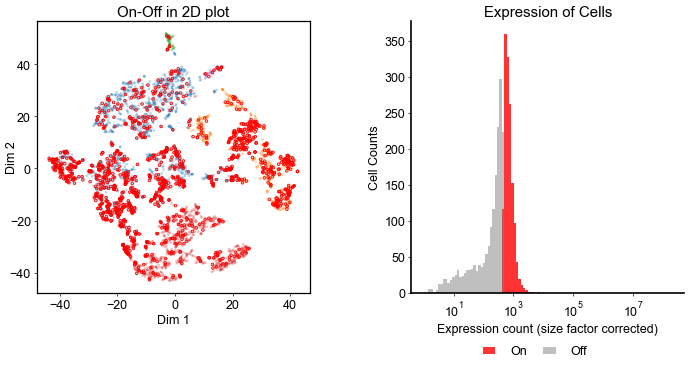 On-Off in 2D plot
40
20
0
−20
−40
Dim 2
−40 −20 0 20 40
Dim 1
Expression of Cells
350
300
250
200
150
100
50
0
Cell Counts
10^1 10^3 10^5 10^7
Expression count (size factor corrected)
On Off